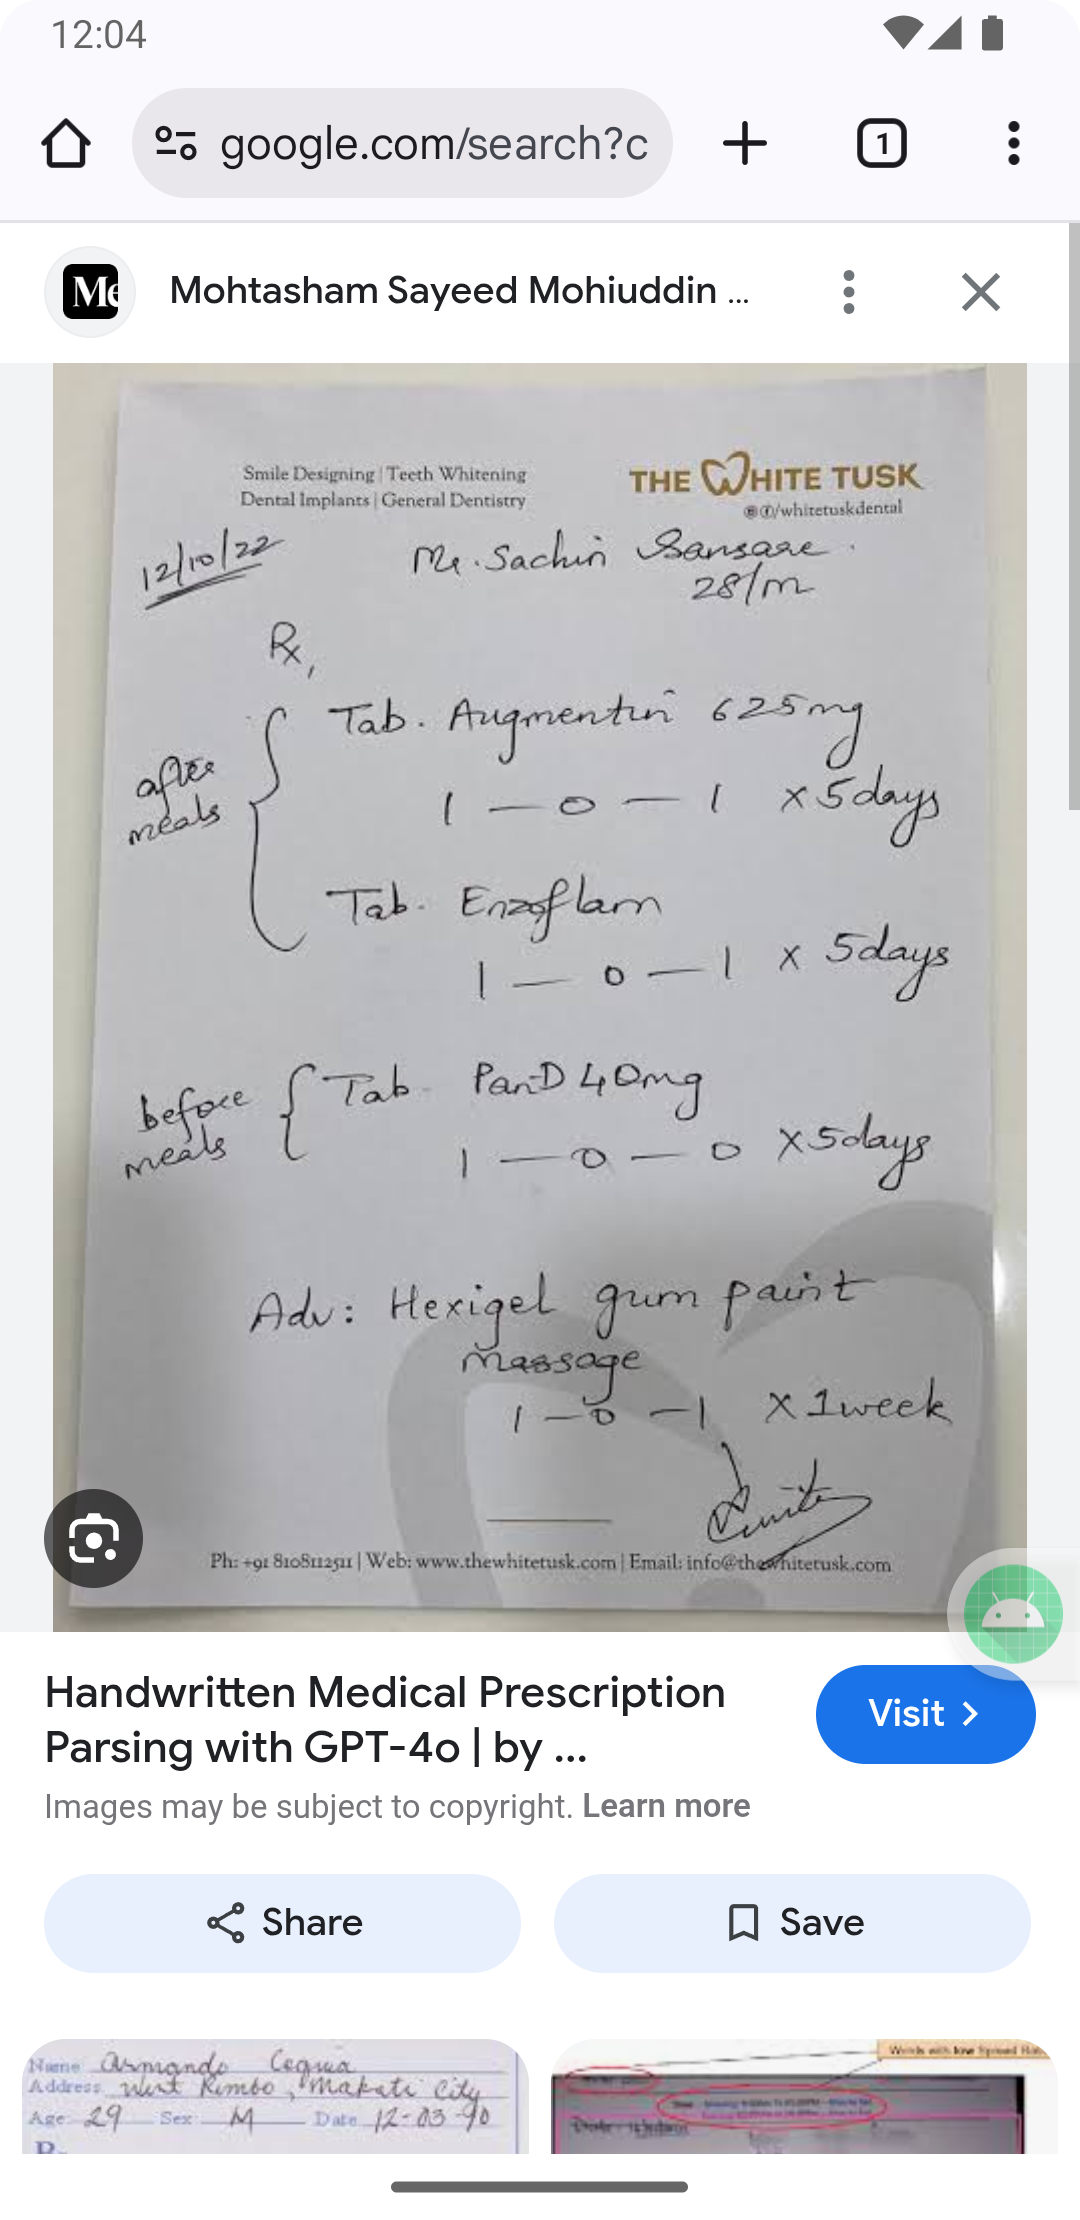 12:04
google.com/search?c
1
Me
Mohtasham Sayeed Mohiuddin ...
Smile Designing | Teeth Whitening
Dental Implants | General Dentistry
THE WHITE TUSK
/whitetuskdental
12/10/22
Mr. Sachin Sansare
28/m
Rx,
after
meals
Tab. Augmentin 625mg
1 — 0 — 1 x 5days
Tab. Enzoflam
1 — 0 — 1 x 5days
before
meals
Tab PanD 40mg
1 — 0 — 0 x 5days
Adv: Hexigel gum paint
massage
1 — 0 — 1 x 1week
Ph: +91 8108112511 | Web: www.thewhitetusk.com | Email: info@thewhitetusk.com
Handwritten Medical Prescription
Parsing with GPT-4o | by ...
Visit
Images may be subject to copyright. Learn more
Share
Save
Name Armando
Address West Rembo, Makati City
Age 29 Sex M Date 12-03-90
Words with low